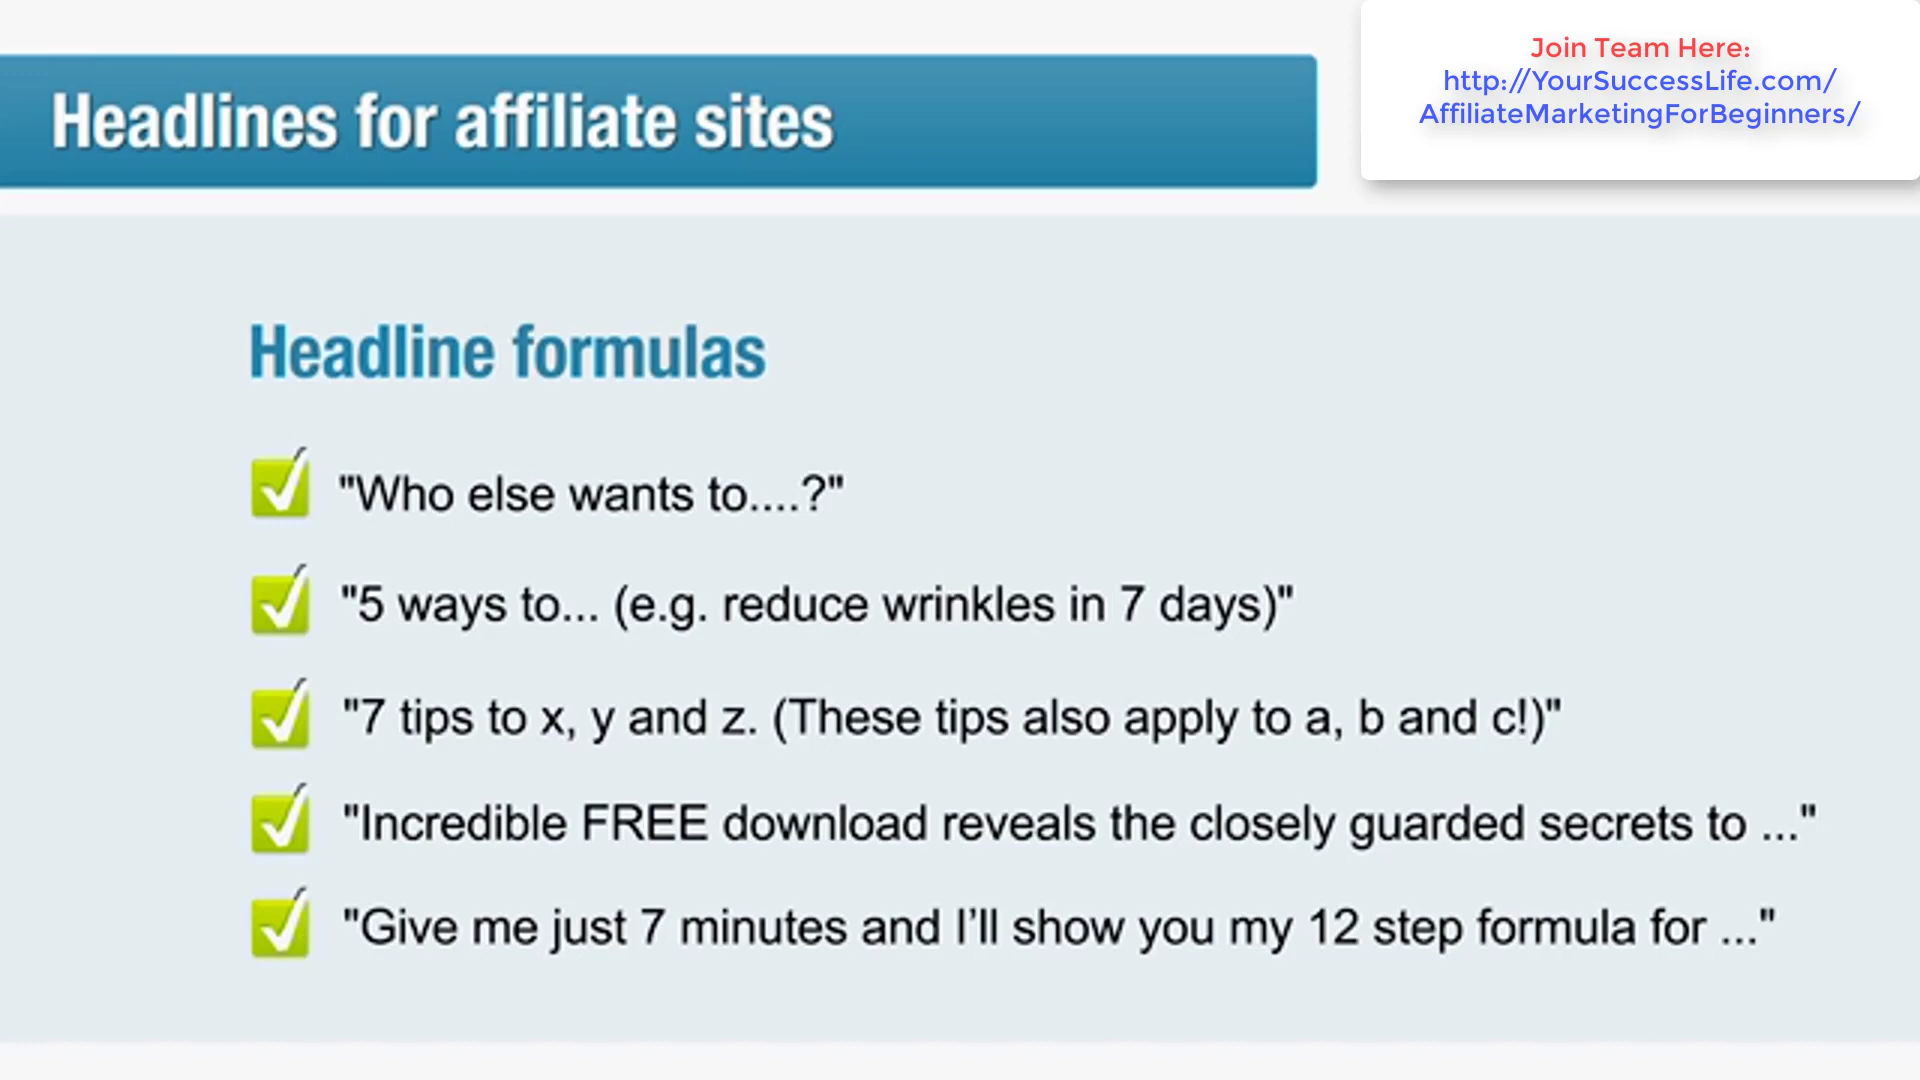 Join Team Here:
http://YourSuccessLife.com/
AffiliateMarketingForBeginners/
Headlines for affiliate sites
Headline formulas
"Who else wants to....?"
"5 ways to... (e.g. reduce wrinkles in 7 days)"
"7 tips to x, y and z. (These tips also apply to a, b and c!)"
"Incredible FREE download reveals the closely guarded secrets to ..."
"Give me just 7 minutes and I’ll show you my 12 step formula for ..."